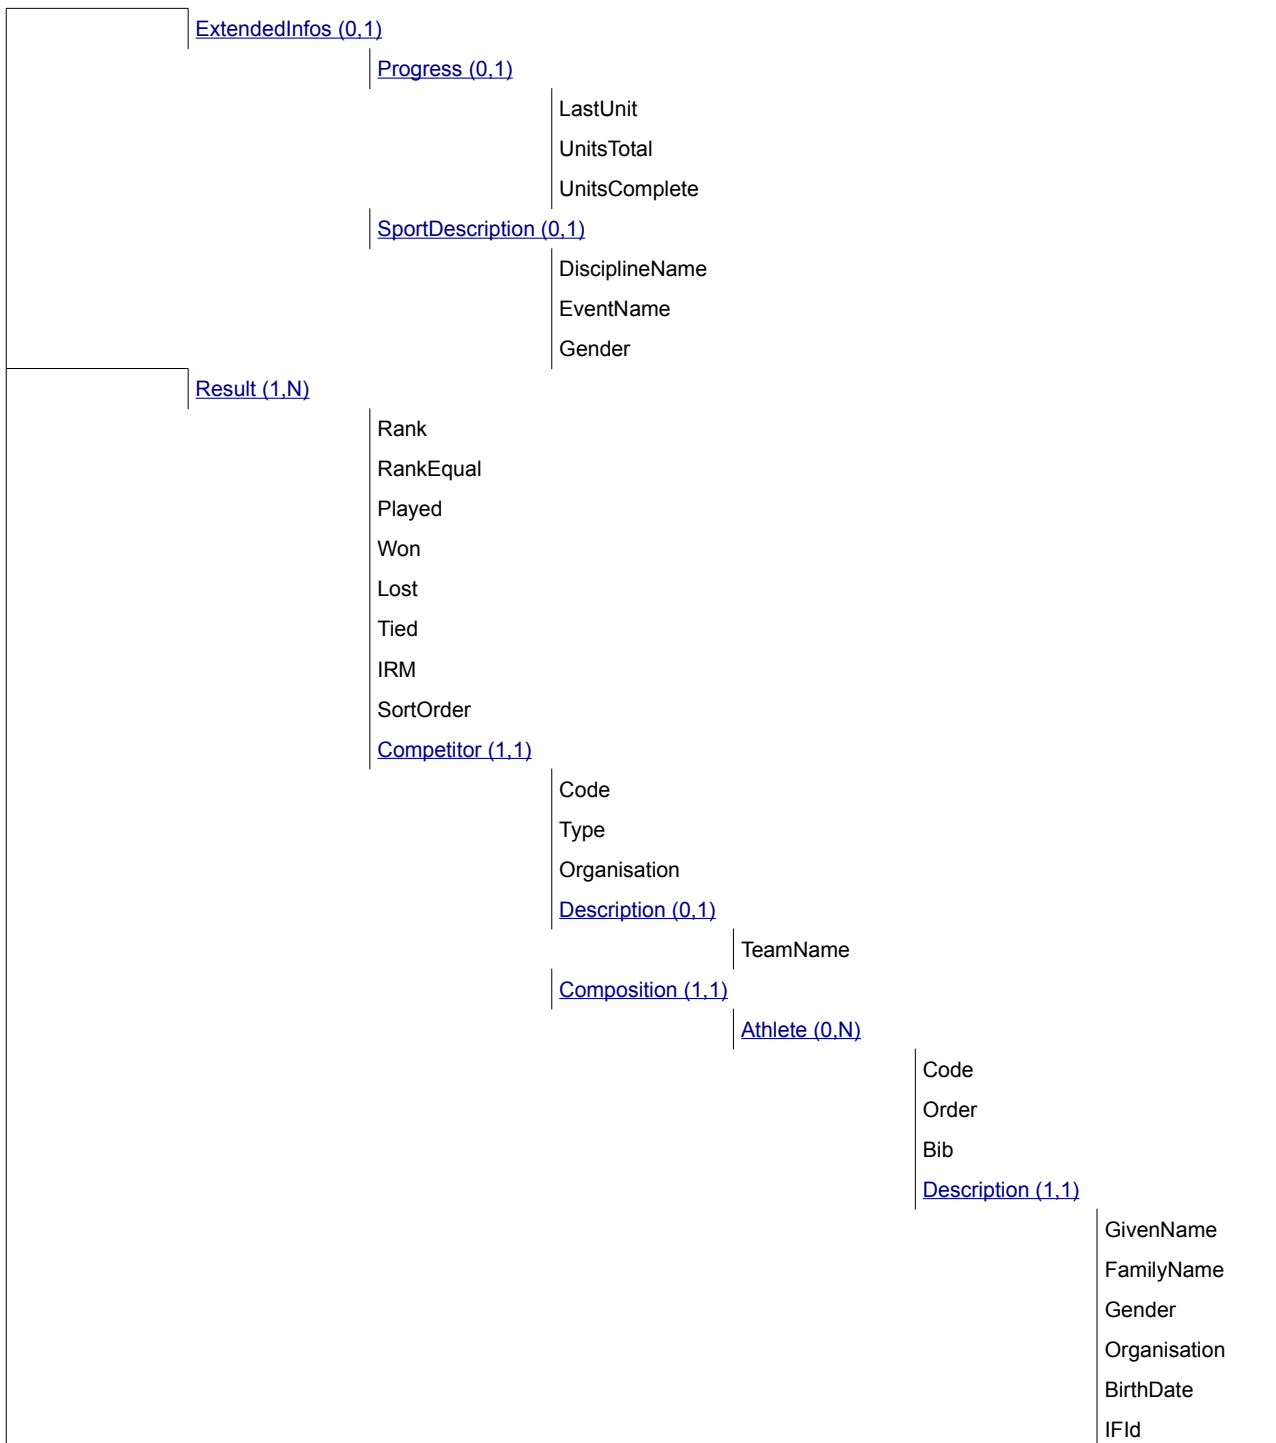 ExtendedInfos (0,1)
Progress (0,1)
LastUnit
UnitsTotal
UnitsComplete
SportDescription (0,1)
DisciplineName
EventName
Gender
Result (1,N)
Rank
RankEqual
Played
Won
Lost
Tied
IRM
SortOrder
Competitor (1,1)
Code
Type
Organisation
Description (0,1)
TeamName
Composition (1,1)
Athlete (0,N)
Code
Order
Bib
Description (1,1)
GivenName
FamilyName
Gender
Organisation
BirthDate
IFId